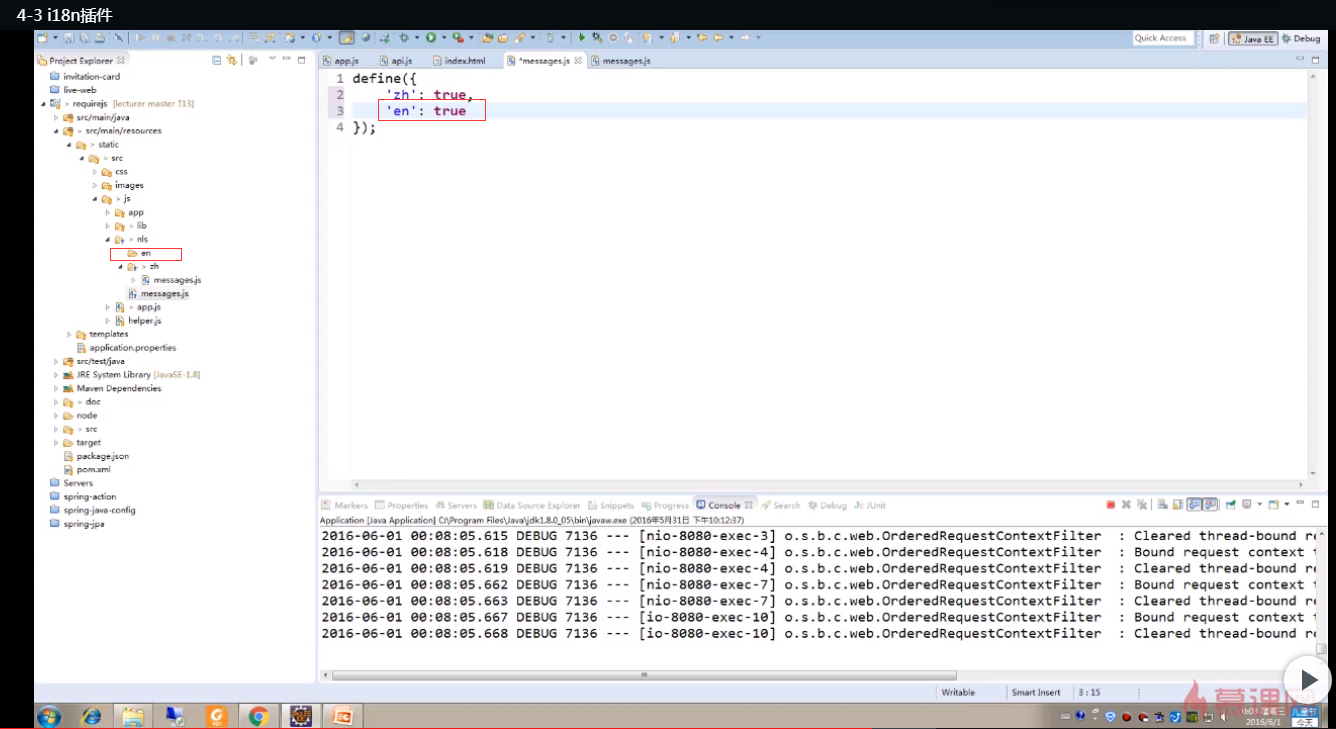 4-3 i18n插件
Quick Access
Java EE
Debug
Project Explorer
app.js
api.js
index.html
*messages.js
messages.js
invitation-card
live-web
> requirejs [lecturer master ↑13]
src/main/java
> src/main/resources
> static
> src
css
images
> js
app
> lib
> nls
en
> zh
messages.js
messages.js
> app.js
helper.js
templates
application.properties
src/test/java
JRE System Library [JavaSE-1.8]
Maven Dependencies
> doc
node
> src
target
package.json
pom.xml
Servers
spring-action
spring-java-config
spring-jpa
1 define({
2 'zh': true,
3 'en': true
4 });
Markers
Properties
Servers
Data Source Explorer
Snippets
Progress
Console
Search
Debug
JUnit
Application [Java Application] C:\Program Files\Java\jdk1.8.0_05\bin\javaw.exe (2016年5月31日 下午10:12:37)
2016-06-01 00:08:05.615 DEBUG 7136 --- [nio-8080-exec-3] o.s.b.c.web.OrderedRequestContextFilter : Cleared thread-bound re
2016-06-01 00:08:05.618 DEBUG 7136 --- [nio-8080-exec-4] o.s.b.c.web.OrderedRequestContextFilter : Bound request context t
2016-06-01 00:08:05.619 DEBUG 7136 --- [nio-8080-exec-4] o.s.b.c.web.OrderedRequestContextFilter : Cleared thread-bound re
2016-06-01 00:08:05.662 DEBUG 7136 --- [nio-8080-exec-7] o.s.b.c.web.OrderedRequestContextFilter : Bound request context t
2016-06-01 00:08:05.663 DEBUG 7136 --- [nio-8080-exec-7] o.s.b.c.web.OrderedRequestContextFilter : Cleared thread-bound re
2016-06-01 00:08:05.667 DEBUG 7136 --- [io-8080-exec-10] o.s.b.c.web.OrderedRequestContextFilter : Bound request context t
2016-06-01 00:08:05.668 DEBUG 7136 --- [io-8080-exec-10] o.s.b.c.web.OrderedRequestContextFilter : Cleared thread-bound re
Writable
Smart Insert
3 : 15
慕课网
2016/6/1
儿童节
今天